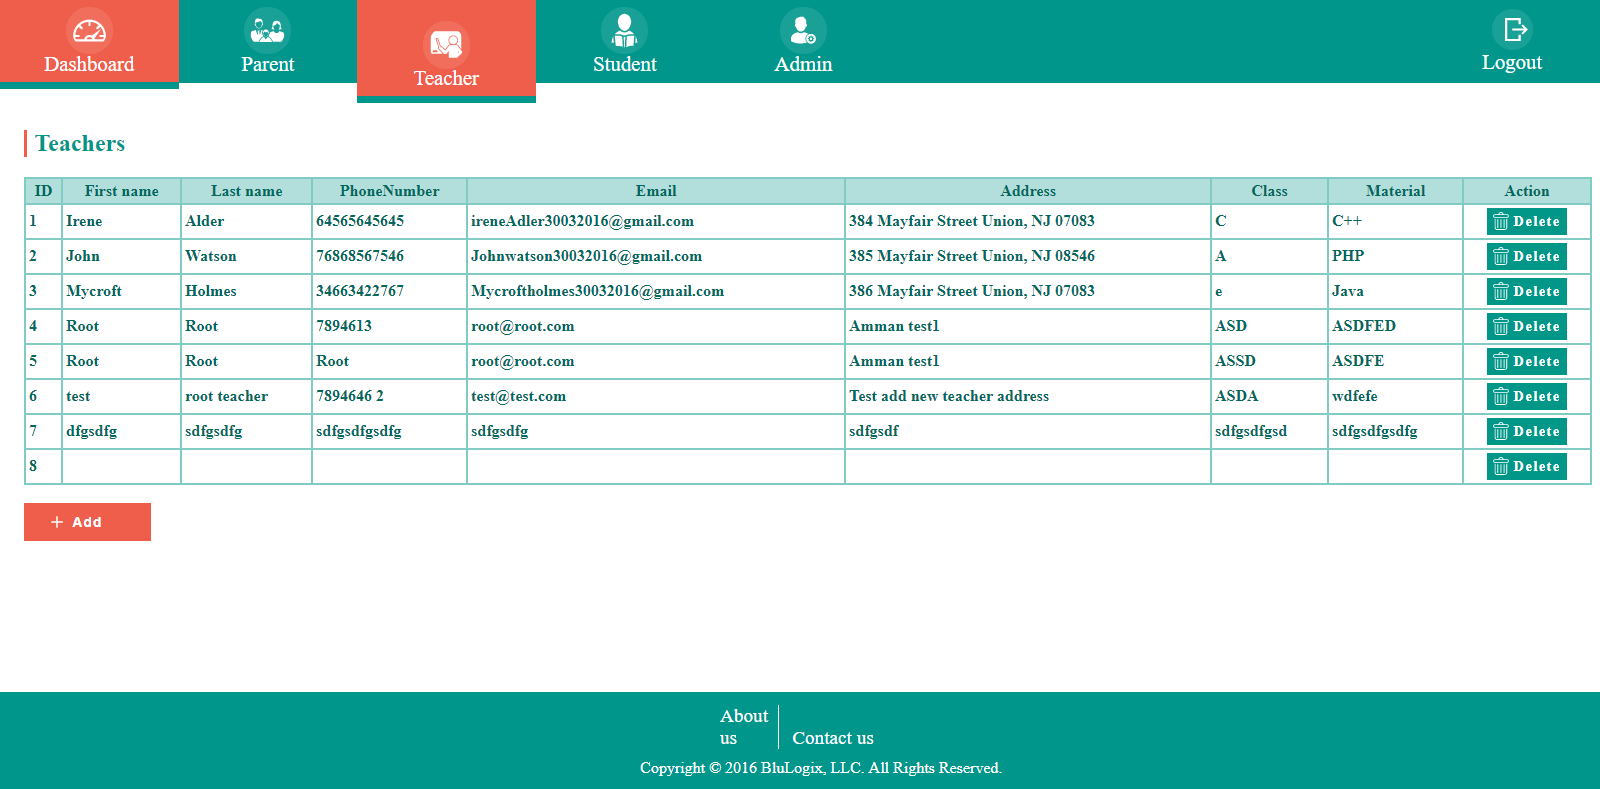 Dashboard Parent Teacher Student Admin Logout
Teachers
ID First name Last name PhoneNumber Email Address Class Material Action
1 Irene Alder 64565645645 ireneAdler30032016@gmail.com 384 Mayfair Street Union, NJ 07083 C C++ Delete
2 John Watson 76868567546 Johnwatson30032016@gmail.com 385 Mayfair Street Union, NJ 08546 A PHP Delete
3 Mycroft Holmes 34663422767 Mycroftholmes30032016@gmail.com 386 Mayfair Street Union, NJ 07083 e Java Delete
4 Root Root 7894613 root@root.com Amman test1 ASD ASDFED Delete
5 Root Root Root root@root.com Amman test1 ASSD ASDFE Delete
6 test root teacher 7894646 2 test@test.com Test add new teacher address ASDA wdfefe Delete
7 dfgsdfg sdfgsdfg sdfgsdfgsdfg sdfgsdfg sdfgsdf sdfgsdfgsd sdfgsdfgsdfg Delete
8 Delete
+ Add
About
us Contact us
Copyright © 2016 BluLogix, LLC. All Rights Reserved.